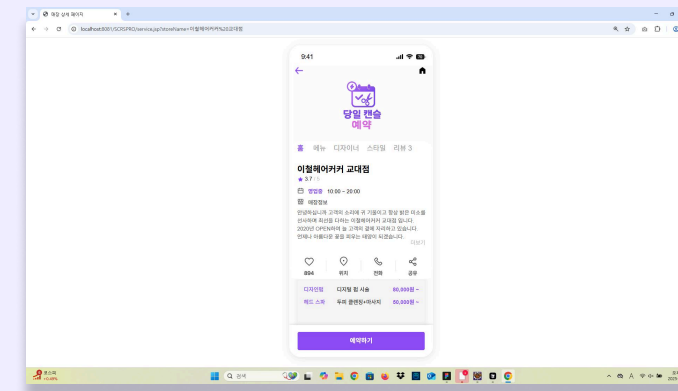 매장 상세 페이지
localhost:8081/SCRSPRO/service.jsp?storeName=이철헤어커커%20교대점
9:41
당일 캔슬
예약
홈 메뉴 디자이너 스타일 리뷰 3
이철헤어커커 교대점
★ 3.7 / 5
영업중 10:00 ~ 20:00
매장정보
안녕하십니까 고객의 소리에 귀 기울이고 항상 밝은 미소를
선사하며 최선을 다하는 이철헤어커커 교대점 입니다.
2020년 OPEN하여 늘 고객의 곁에 자리하고 있습니다.
언제나 아름다운 꽃을 피우는 태양이 되겠습니다.
더보기
894 위치 전화 공유
디자인펌 디지털 펌 시술 80,000원 ~
헤드 스파 두피 클렌징+마사지 50,000원 ~
예약하기
검색